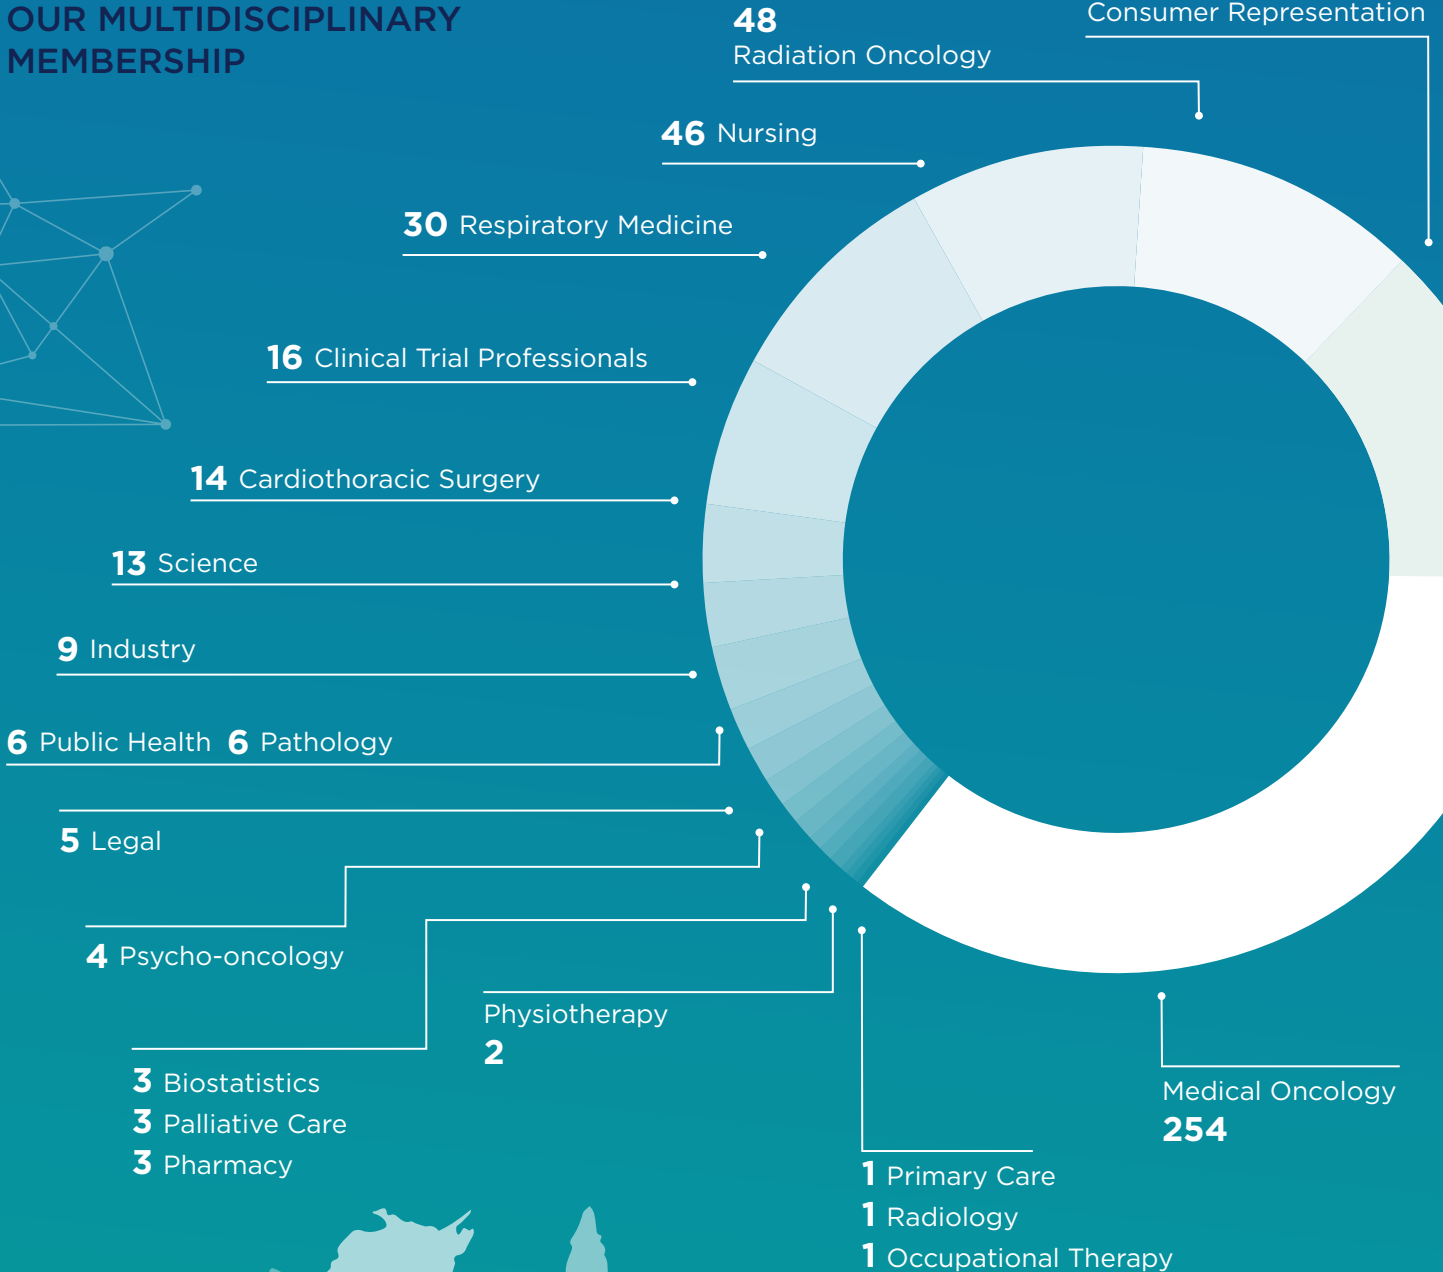 OUR MULTIDISCIPLINARY
MEMBERSHIP
48
Radiation Oncology
Consumer Representation
46 Nursing
30 Respiratory Medicine
16 Clinical Trial Professionals
14 Cardiothoracic Surgery
13 Science
9 Industry
6 Public Health 6 Pathology
5 Legal
4 Psycho-oncology
Physiotherapy
2
3 Biostatistics
3 Palliative Care
3 Pharmacy
Medical Oncology
254
1 Primary Care
1 Radiology
1 Occupational Therapy